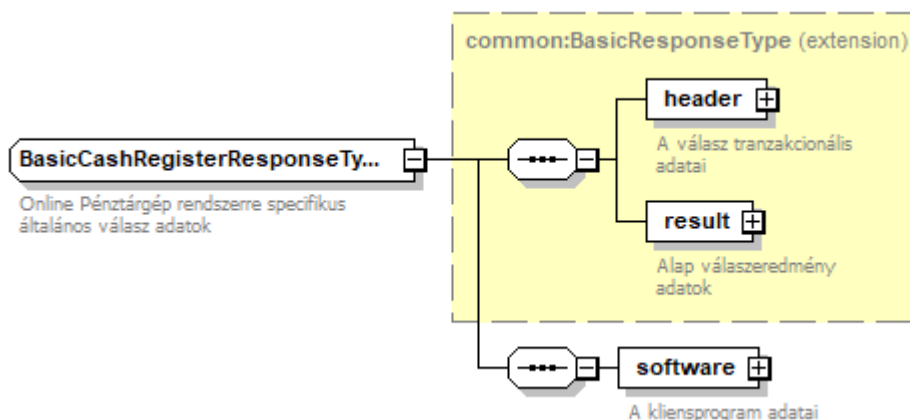 common:BasicResponseType (extension)
header
A válasz tranzakcionális
adatai
BasicCashRegisterResponseTy...
Online Pénztárgép rendszerre specifikus
általános válasz adatok
result
Alap válaszeredmény
adatok
software
A kliensprogram adatai